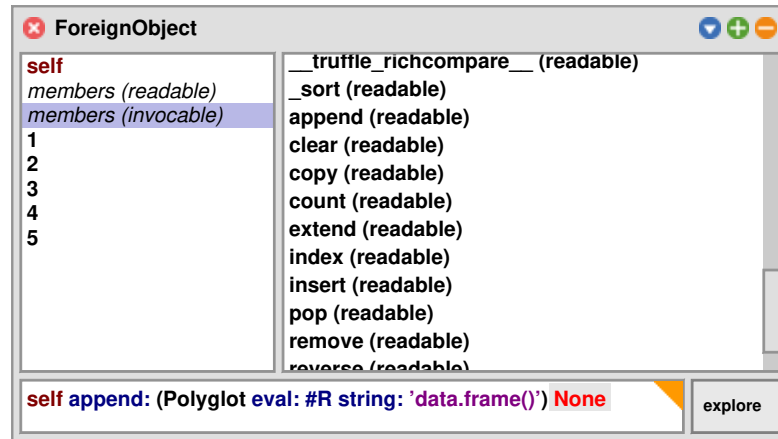 ForeignObject
self
members (readable)
members (invocable)
1
2
3
4
5
__truffle_richcompare__ (readable)
_sort (readable)
append (readable)
clear (readable)
copy (readable)
count (readable)
extend (readable)
index (readable)
insert (readable)
pop (readable)
remove (readable)
reverse (readable)
self append: (Polyglot eval: #R string: ’data.frame()’) None
explore